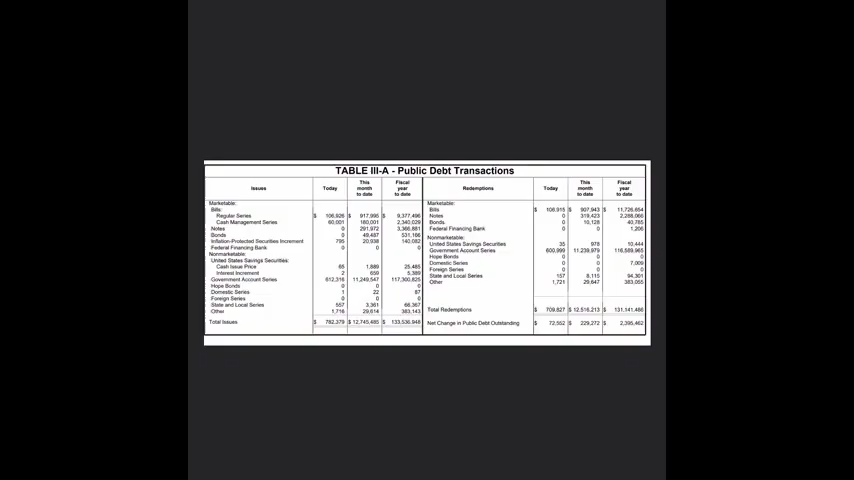 TABLE III-A - Public Debt Transactions
Issues Today This month to date Fiscal year to date
Marketable:
Bills:
Regular Series $ 106,926 $ 917,995 $ 9,377,496
Cash Management Series 60,001 180,001 2,340,029
Notes 0 291,972 3,366,881
Bonds 0 49,487 531,166
Inflation-Protected Securities Increment 795 20,938 140,082
Federal Financing Bank 0 0 0
Nonmarketable:
United States Savings Securities:
Cash Issue Price 65 1,889 25,485
Interest Increment 2 659 5,389
Government Account Series 612,316 11,249,547 117,300,825
Hope Bonds 0 0 0
Domestic Series 1 22 87
Foreign Series 0 0 0
State and Local Series 557 3,361 66,367
Other 1,716 29,614 383,143
Total Issues $ 782,379 $ 12,745,485 $ 133,536,948
Redemptions Today This month to date Fiscal year to date
Marketable:
Bills $ 106,915 $ 907,943 $ 11,726,664
Notes 0 319,423 2,288,066
Bonds 0 10,128 40,785
Federal Financing Bank 0 0 1,206
Nonmarketable:
United States Savings Securities 35 978 10,444
Government Account Series 600,999 11,239,979 116,589,965
Hope Bonds 0 0 0
Domestic Series 0 0 7,009
Foreign Series 0 0 0
State and Local Series 157 8,115 94,301
Other 1,721 29,647 383,055
Total Redemptions $ 709,827 $ 12,516,213 $ 131,141,486
Net Change in Public Debt Outstanding $ 72,552 $ 229,272 $ 2,395,462